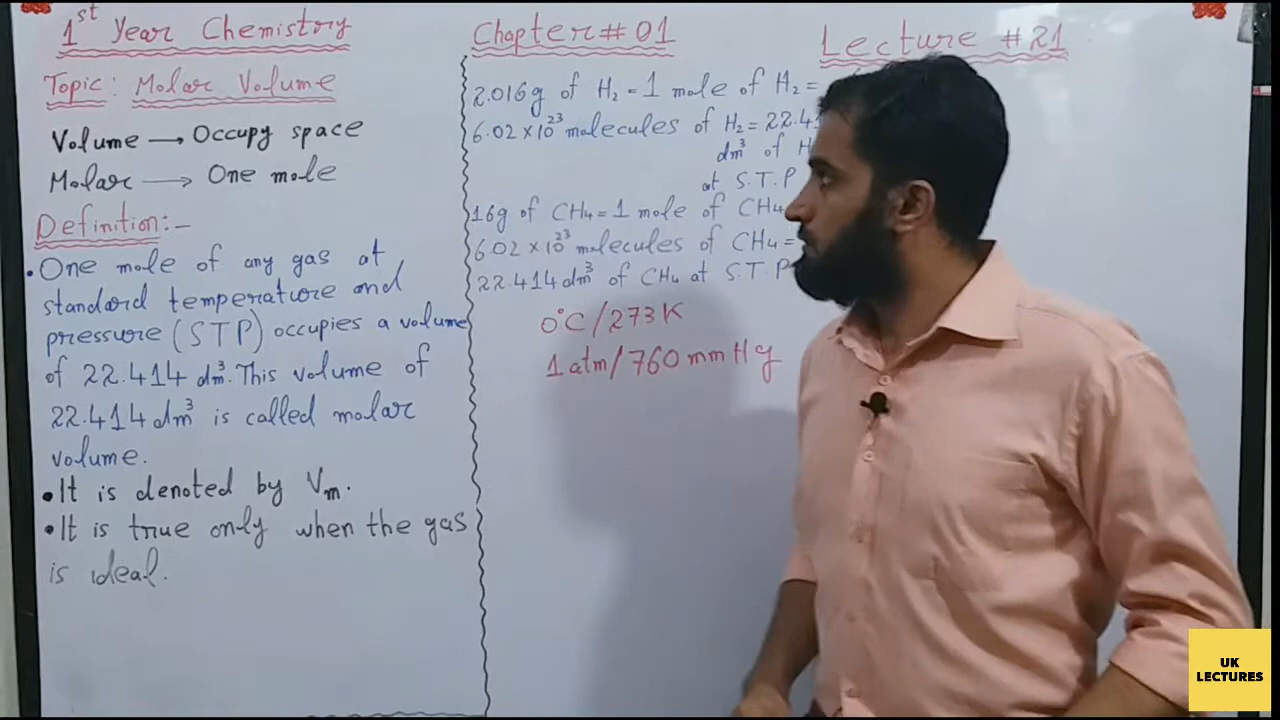 1st Year Chemistry
Chapter # 01
Lecture # 21
Topic: Molar Volume
Volume → Occupy space
Molar → One mole
Definition:-
• One mole of any gas at
standard temperature and
pressure (STP) occupies a volume
of 22.414 dm³. This volume of
22.414 dm³ is called molar
volume.
• It is denoted by Vm.
• It is true only when the gas
is ideal.
2.016g of H₂ = 1 mole of H₂ =
6.02 × 10²³ molecules of H₂ = 22.4
dm³ of H
at S.T.P
16g of CH₄ = 1 mole of CH₄
6.02 × 10²³ molecules of CH₄ =
22.414 dm³ of CH₄ at S.T.P
0°C / 273K
1 atm / 760 mm Hg
UK
LECTURES